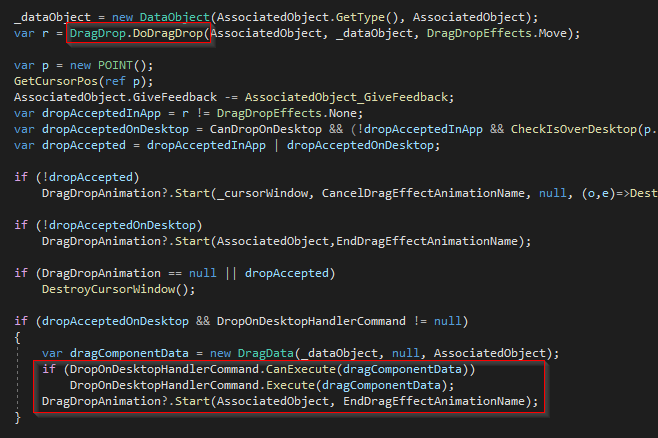 _dataObject = new DataObject(AssociatedObject.GetType(), AssociatedObject);
var r = DragDrop.DoDragDrop(AssociatedObject, _dataObject, DragDropEffects.Move);
var p = new POINT();
GetCursorPos(ref p);
AssociatedObject.GiveFeedback -= AssociatedObject_GiveFeedback;
var dropAcceptedInApp = r != DragDropEffects.None;
var dropAcceptedOnDesktop = CanDropOnDesktop && (!dropAcceptedInApp && CheckIsOverDesktop(p.
var dropAccepted = dropAcceptedInApp | dropAcceptedOnDesktop;
if (!dropAccepted)
DragDropAnimation?.Start(_cursorWindow, CancelDragEffectAnimationName, null, (o,e)=>Dest
if (!dropAcceptedOnDesktop)
DragDropAnimation?.Start(AssociatedObject,EndDragEffectAnimationName);
if (DragDropAnimation == null || dropAccepted)
DestroyCursorWindow();
if (dropAcceptedOnDesktop && DropOnDesktopHandlerCommand != null)
{
var dragComponentData = new DragData(_dataObject, null, AssociatedObject);
if (DropOnDesktopHandlerCommand.CanExecute(dragComponentData))
DropOnDesktopHandlerCommand.Execute(dragComponentData);
DragDropAnimation?.Start(AssociatedObject, EndDragEffectAnimationName);
}